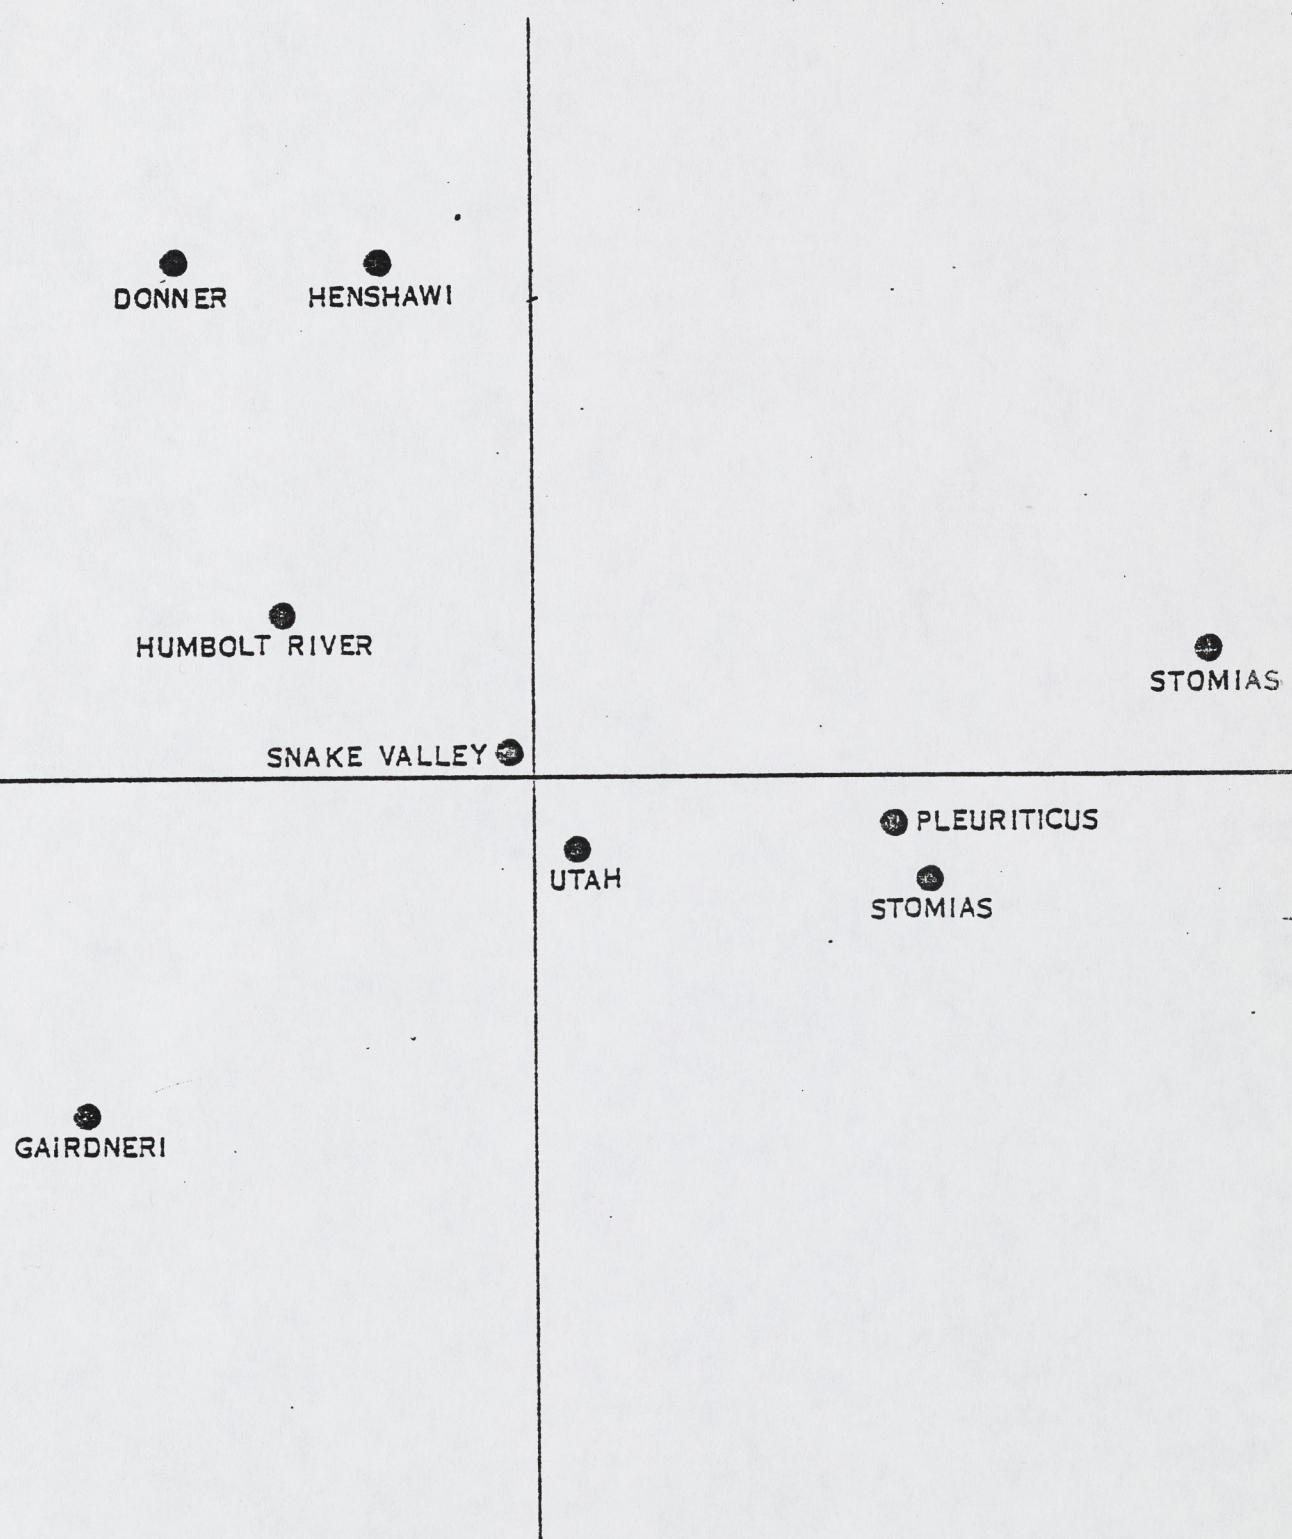 DONNER
HENSHAWI
HUMBOLT RIVER
STOMIAS
SNAKE VALLEY
PLEURITICUS
UTAH
STOMIAS
GAIRDNERI